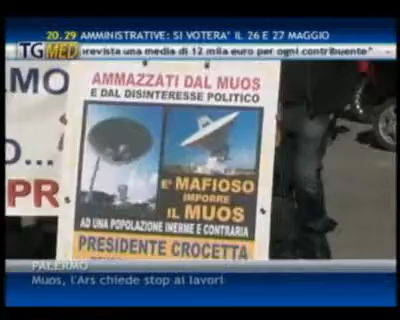 20.29 AMMINISTRATIVE: SI VOTERA' IL 26 E 27 MAGGIO
TG MED
prevista una media di 12 mila euro per ogni contribuente"
MO
O...
PR
AMMAZZATI DAL MUOS
E DAL DISINTERESSE POLITICO
E' MAFIOSO
IMPORRE
IL MUOS
AD UNA POPOLAZIONE INERME E CONTRARIA
PRESIDENTE CROCETTA
PALERMO
Muos, l'Ars chiede stop ai lavori